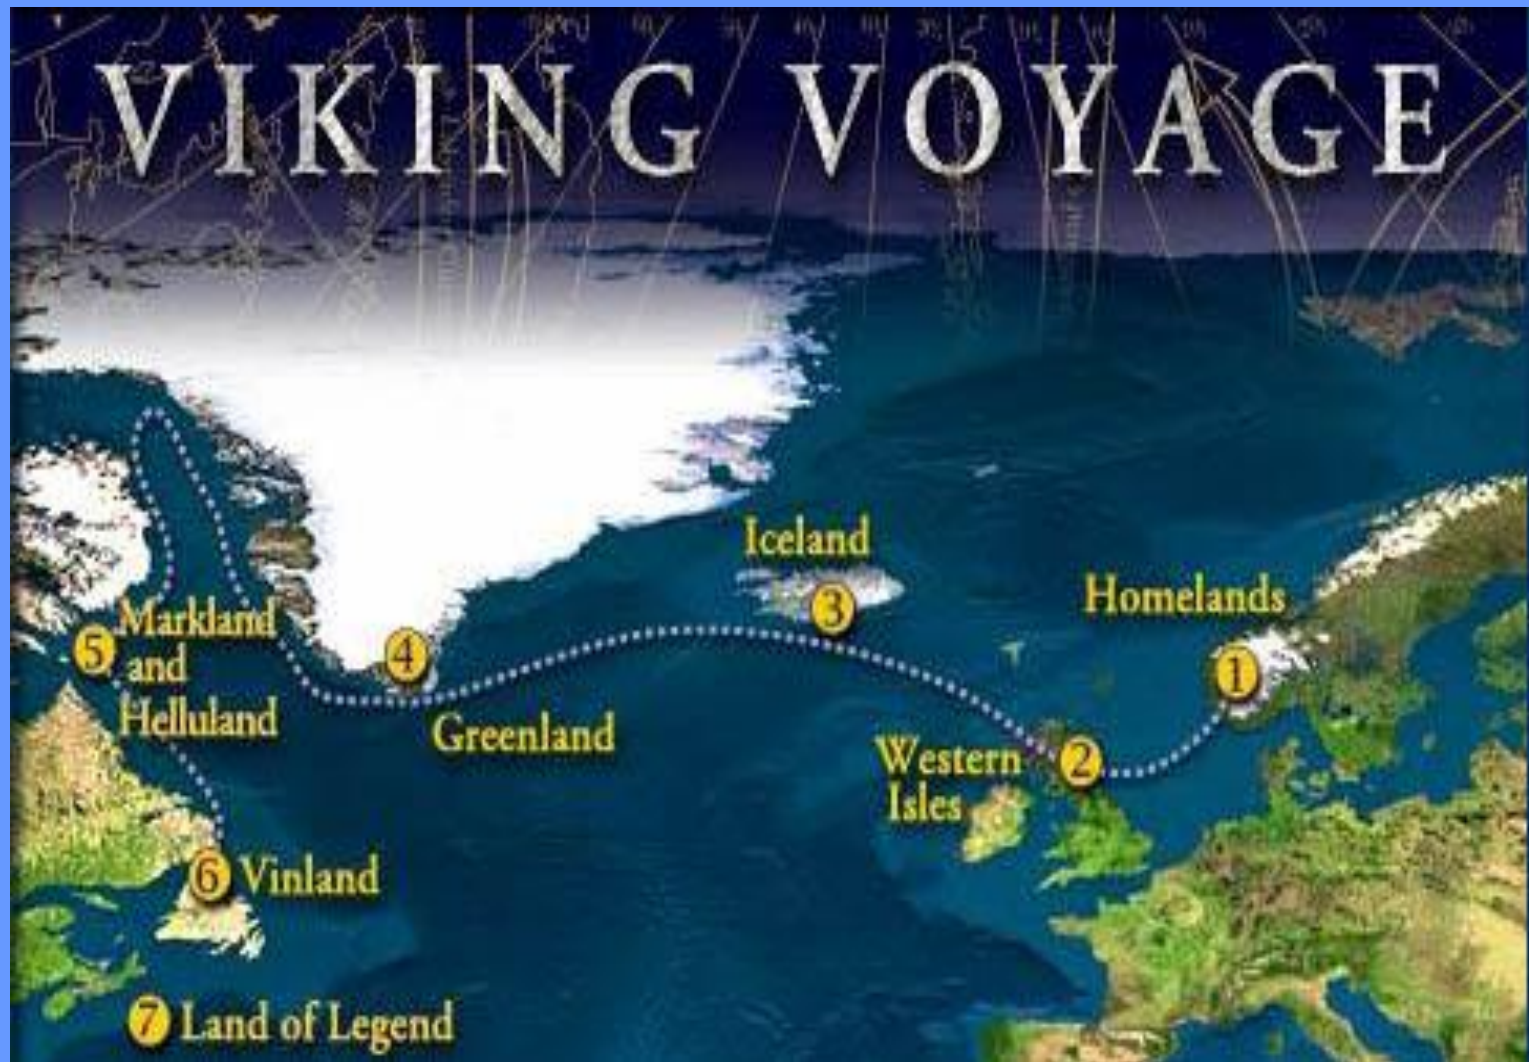 VIKING VOYAGE
Iceland
3
Homelands
1
5
Markland
and
Helluland
4
Greenland
Western
Isles
2
6 Vinland
7 Land of Legend